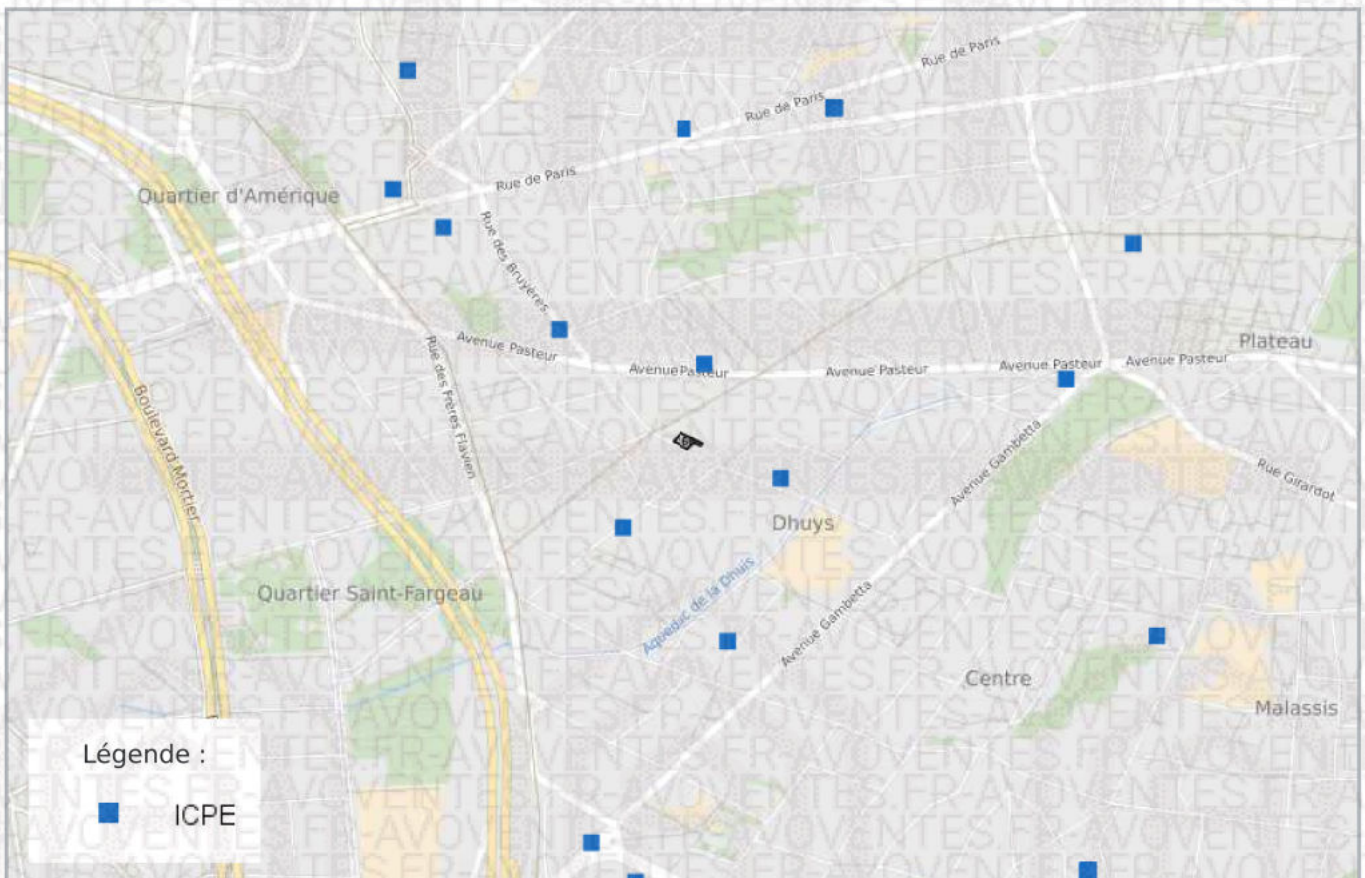 Rue de Paris
Rue de Paris
Rue de Paris
Quartier d'Amérique
Rue des Bruyères
Avenue Pasteur
Avenue Pasteur
Avenue Pasteur
Avenue Pasteur
Avenue Pasteur
Plateau
Rue des Frères Flavien
Boulevard Mortier
Avenue Gambetta
Rue Girardot
Dhuys
Quartier Saint-Fargeau
Aqueduc de la Dhuis
Avenue Gambetta
Centre
Malassis
Légende :
ICPE